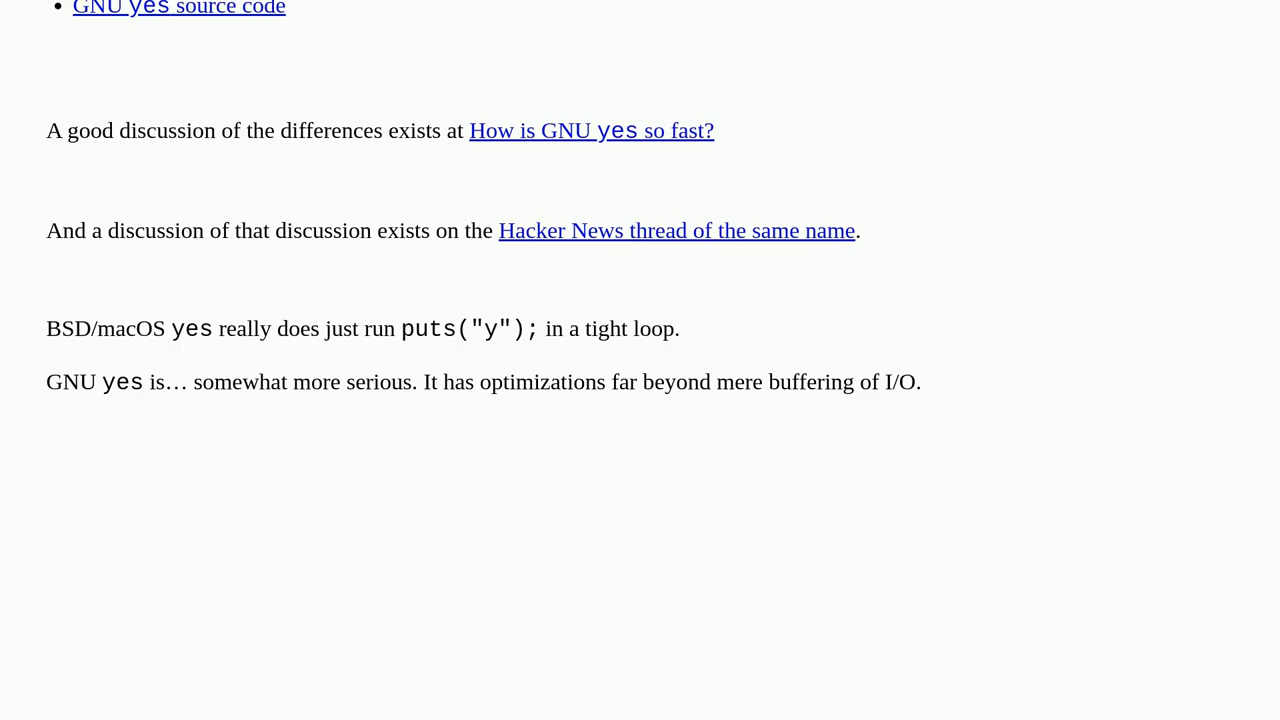 • GNU yes source code
A good discussion of the differences exists at How is GNU yes so fast?
And a discussion of that discussion exists on the Hacker News thread of the same name.
BSD/macOS yes really does just run puts("y"); in a tight loop.
GNU yes is… somewhat more serious. It has optimizations far beyond mere buffering of I/O.